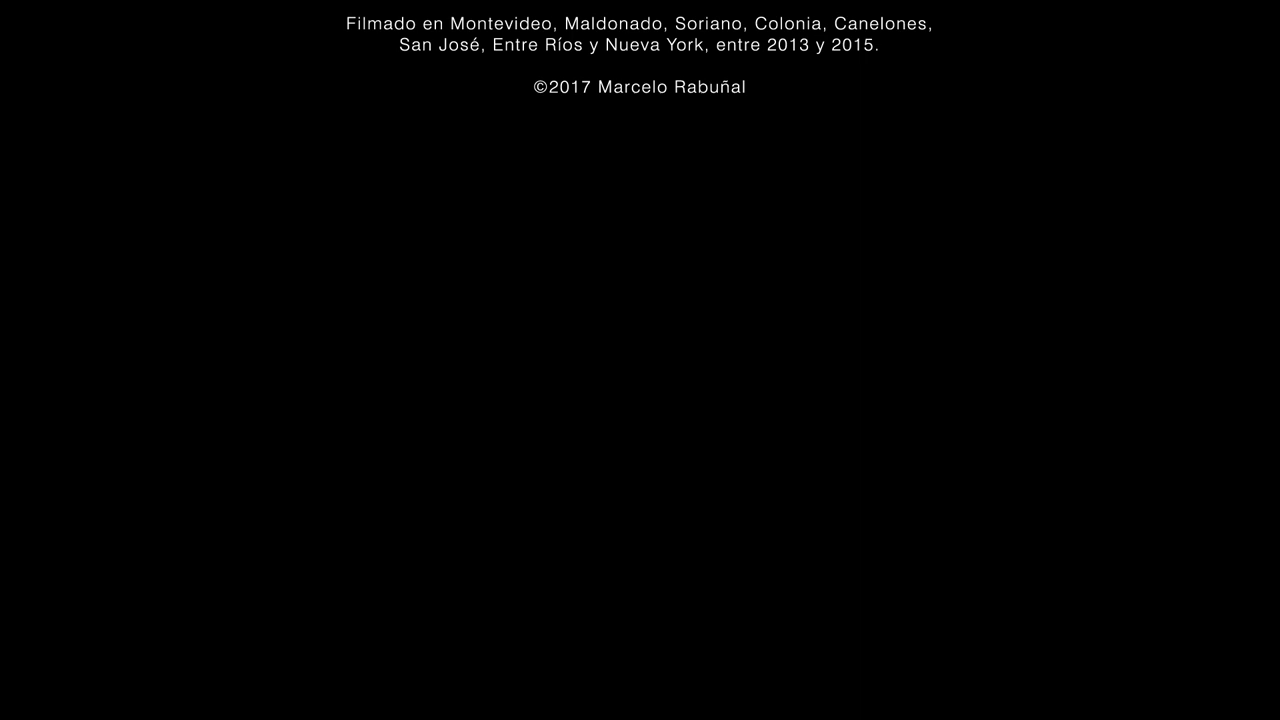 Filmado en Montevideo, Maldonado, Soriano, Colonia, Canelones,
San José, Entre Ríos y Nueva York, entre 2013 y 2015.
©2017 Marcelo Rabuñal